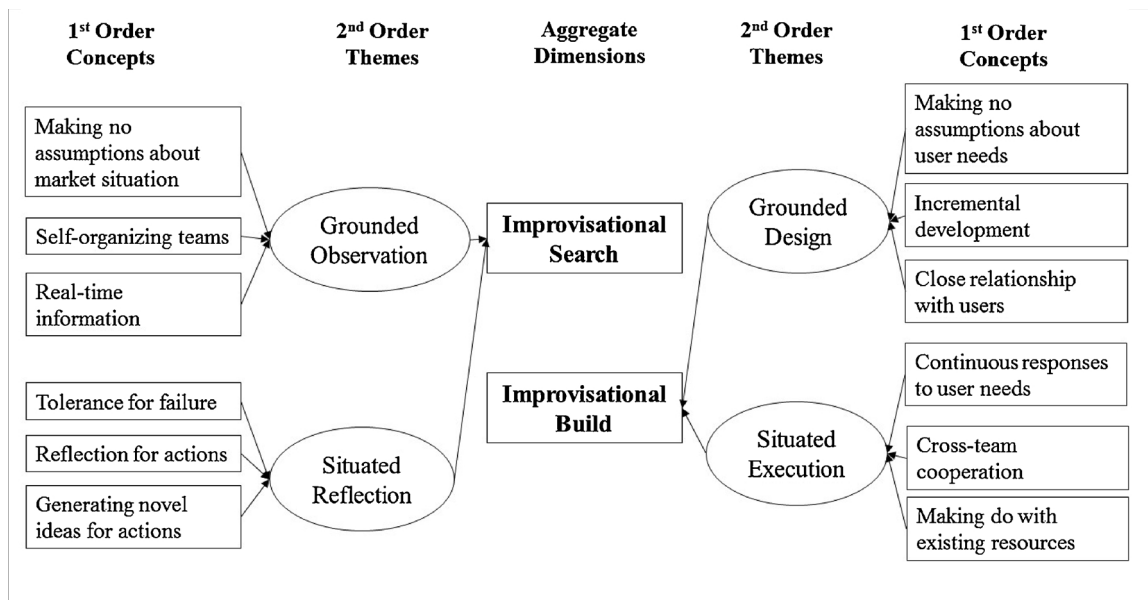 1st Order
Concepts
2nd Order
Themes
Aggregate
Dimensions
2nd Order
Themes
1st Order
Concepts
Making no
assumptions about
market situation
Self-organizing teams
Real-time
information
Grounded
Observation
Tolerance for failure
Reflection for actions
Generating novel
ideas for actions
Situated
Reflection
Improvisational
Search
Improvisational
Build
Grounded
Design
Situated
Execution
Making no
assumptions about
user needs
Incremental
development
Close relationship
with users
Continuous responses
to user needs
Cross-team
cooperation
Making do with
existing resources